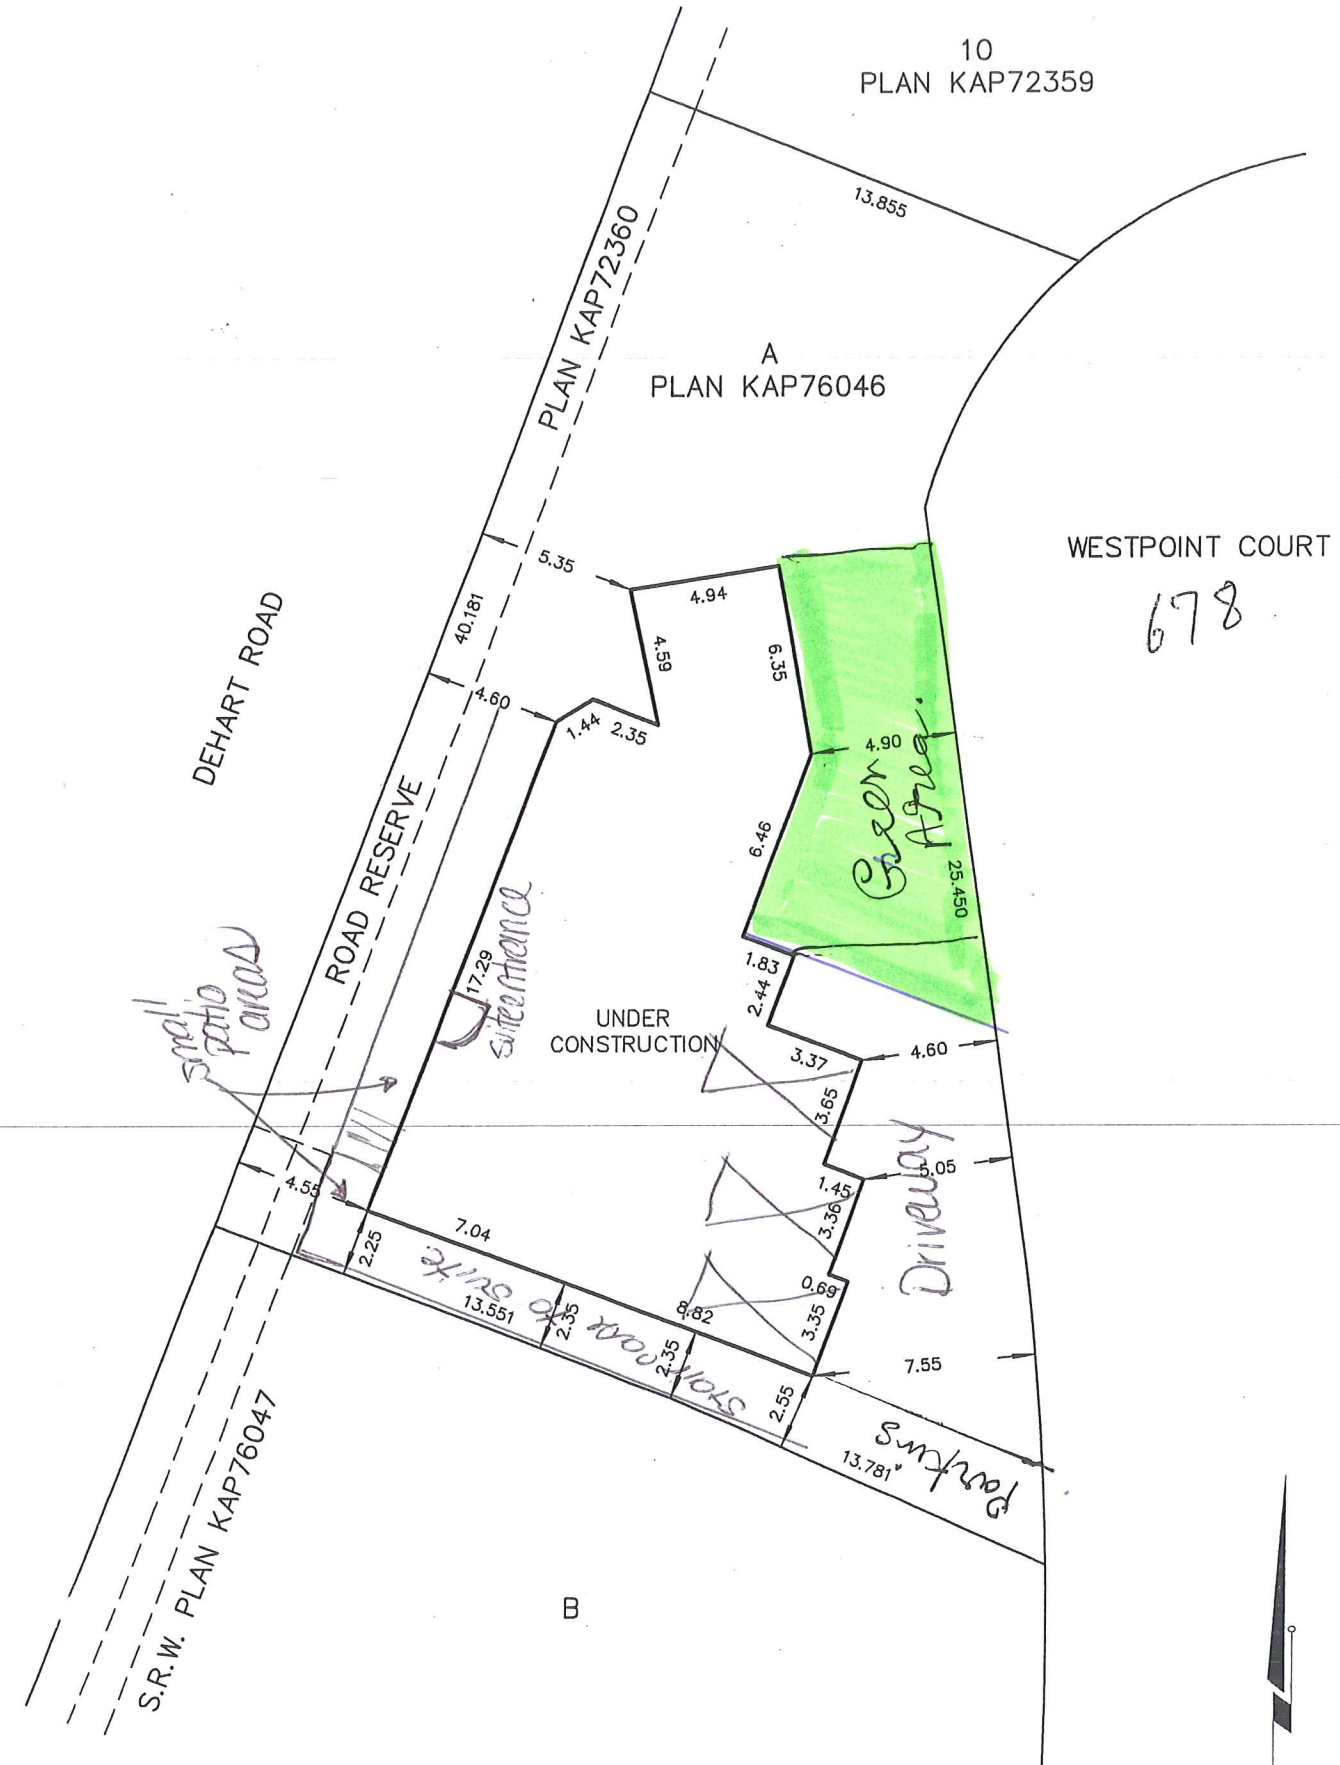 10
PLAN KAP72359
13.855
PLAN KAP72360
A
PLAN KAP76046
WESTPOINT COURT
678
5.35
4.94
40.181
4.59
6.35
DEHART ROAD
4.60
1.44
2.35
4.90
Green
Area.
6.46
25.450
ROAD RESERVE
small
patio
areas
17.29
suite entrance
1.83
2.44
UNDER
CONSTRUCTION
3.37
4.60
3.65
Driveway
5.05
1.45
3.36
4.55
2.25
7.04
stair case to suite
13.551
2.35
8.82
0.69
3.35
2.35
7.55
2.55
Parking
13.781*
S.R.W. PLAN KAP76047
B